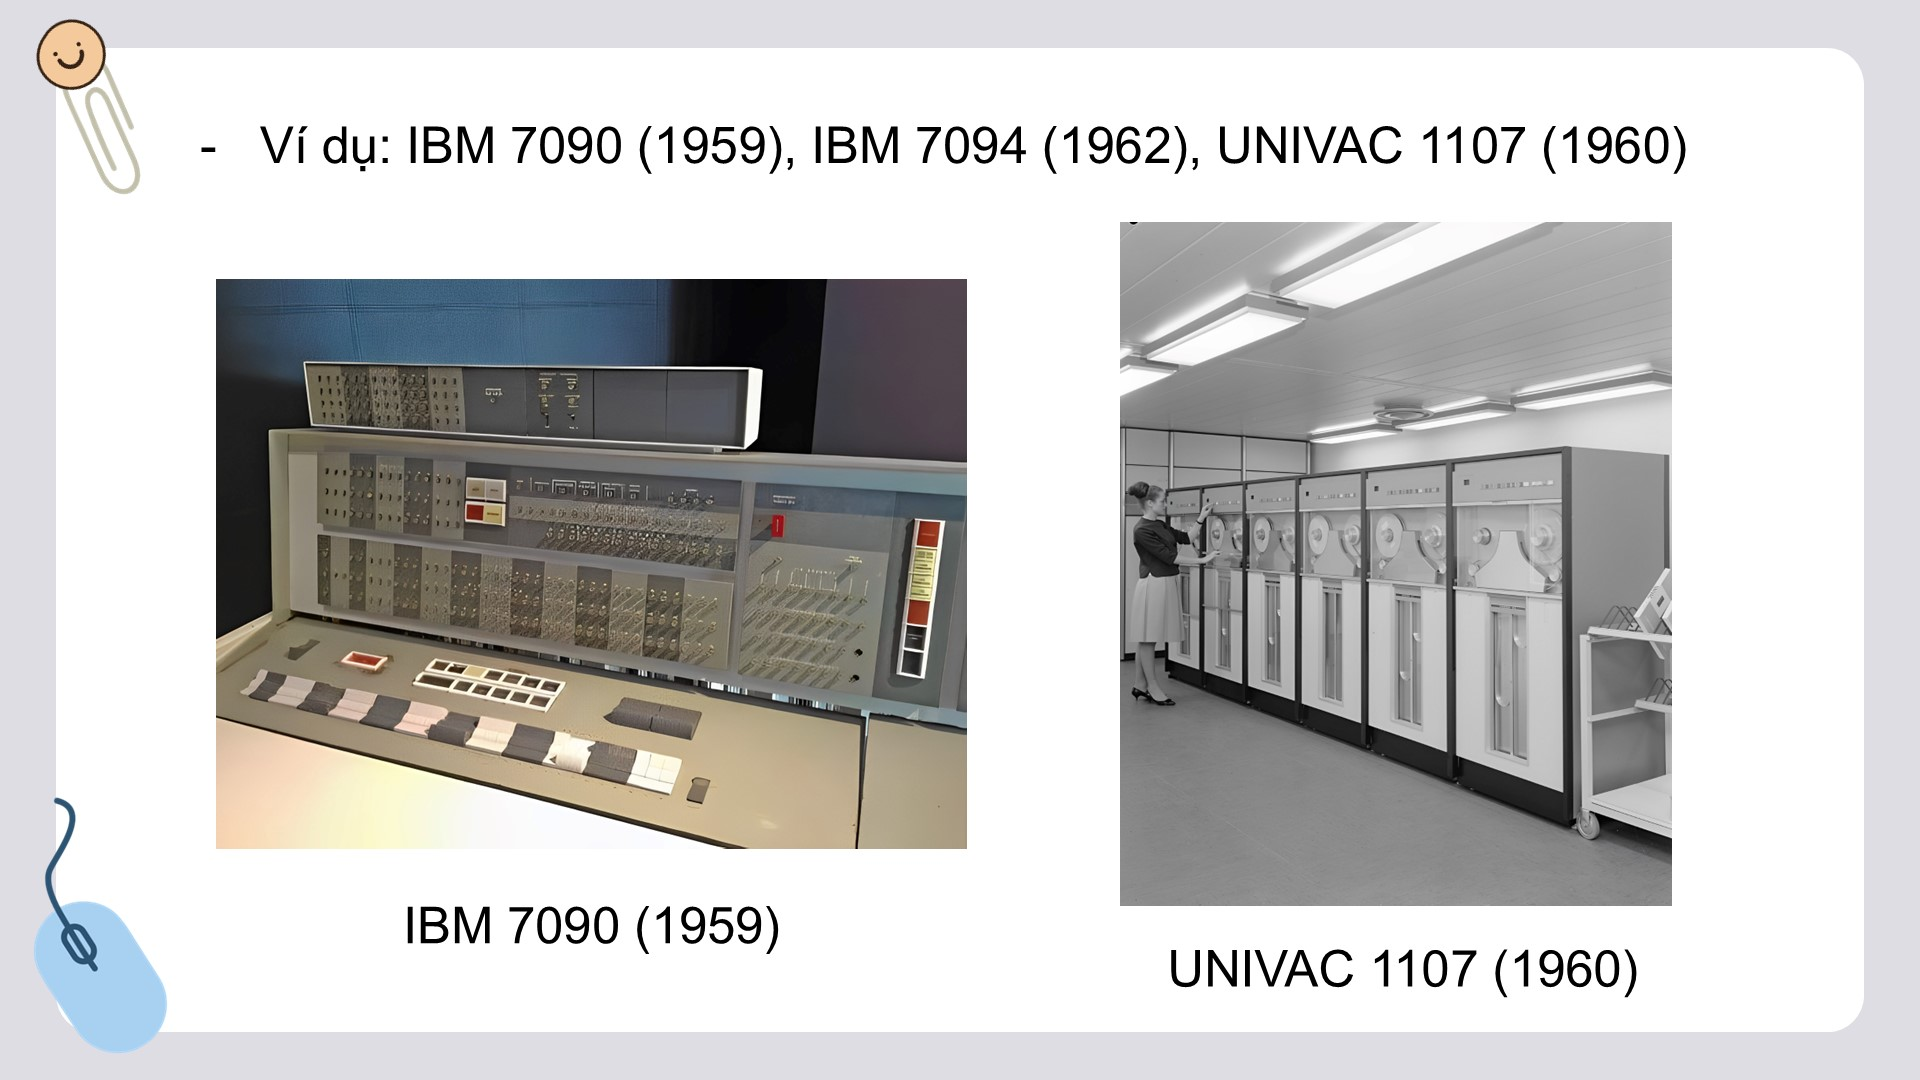 - Ví dụ: IBM 7090 (1959), IBM 7094 (1962), UNIVAC 1107 (1960)
IBM 7090 (1959)
UNIVAC 1107 (1960)